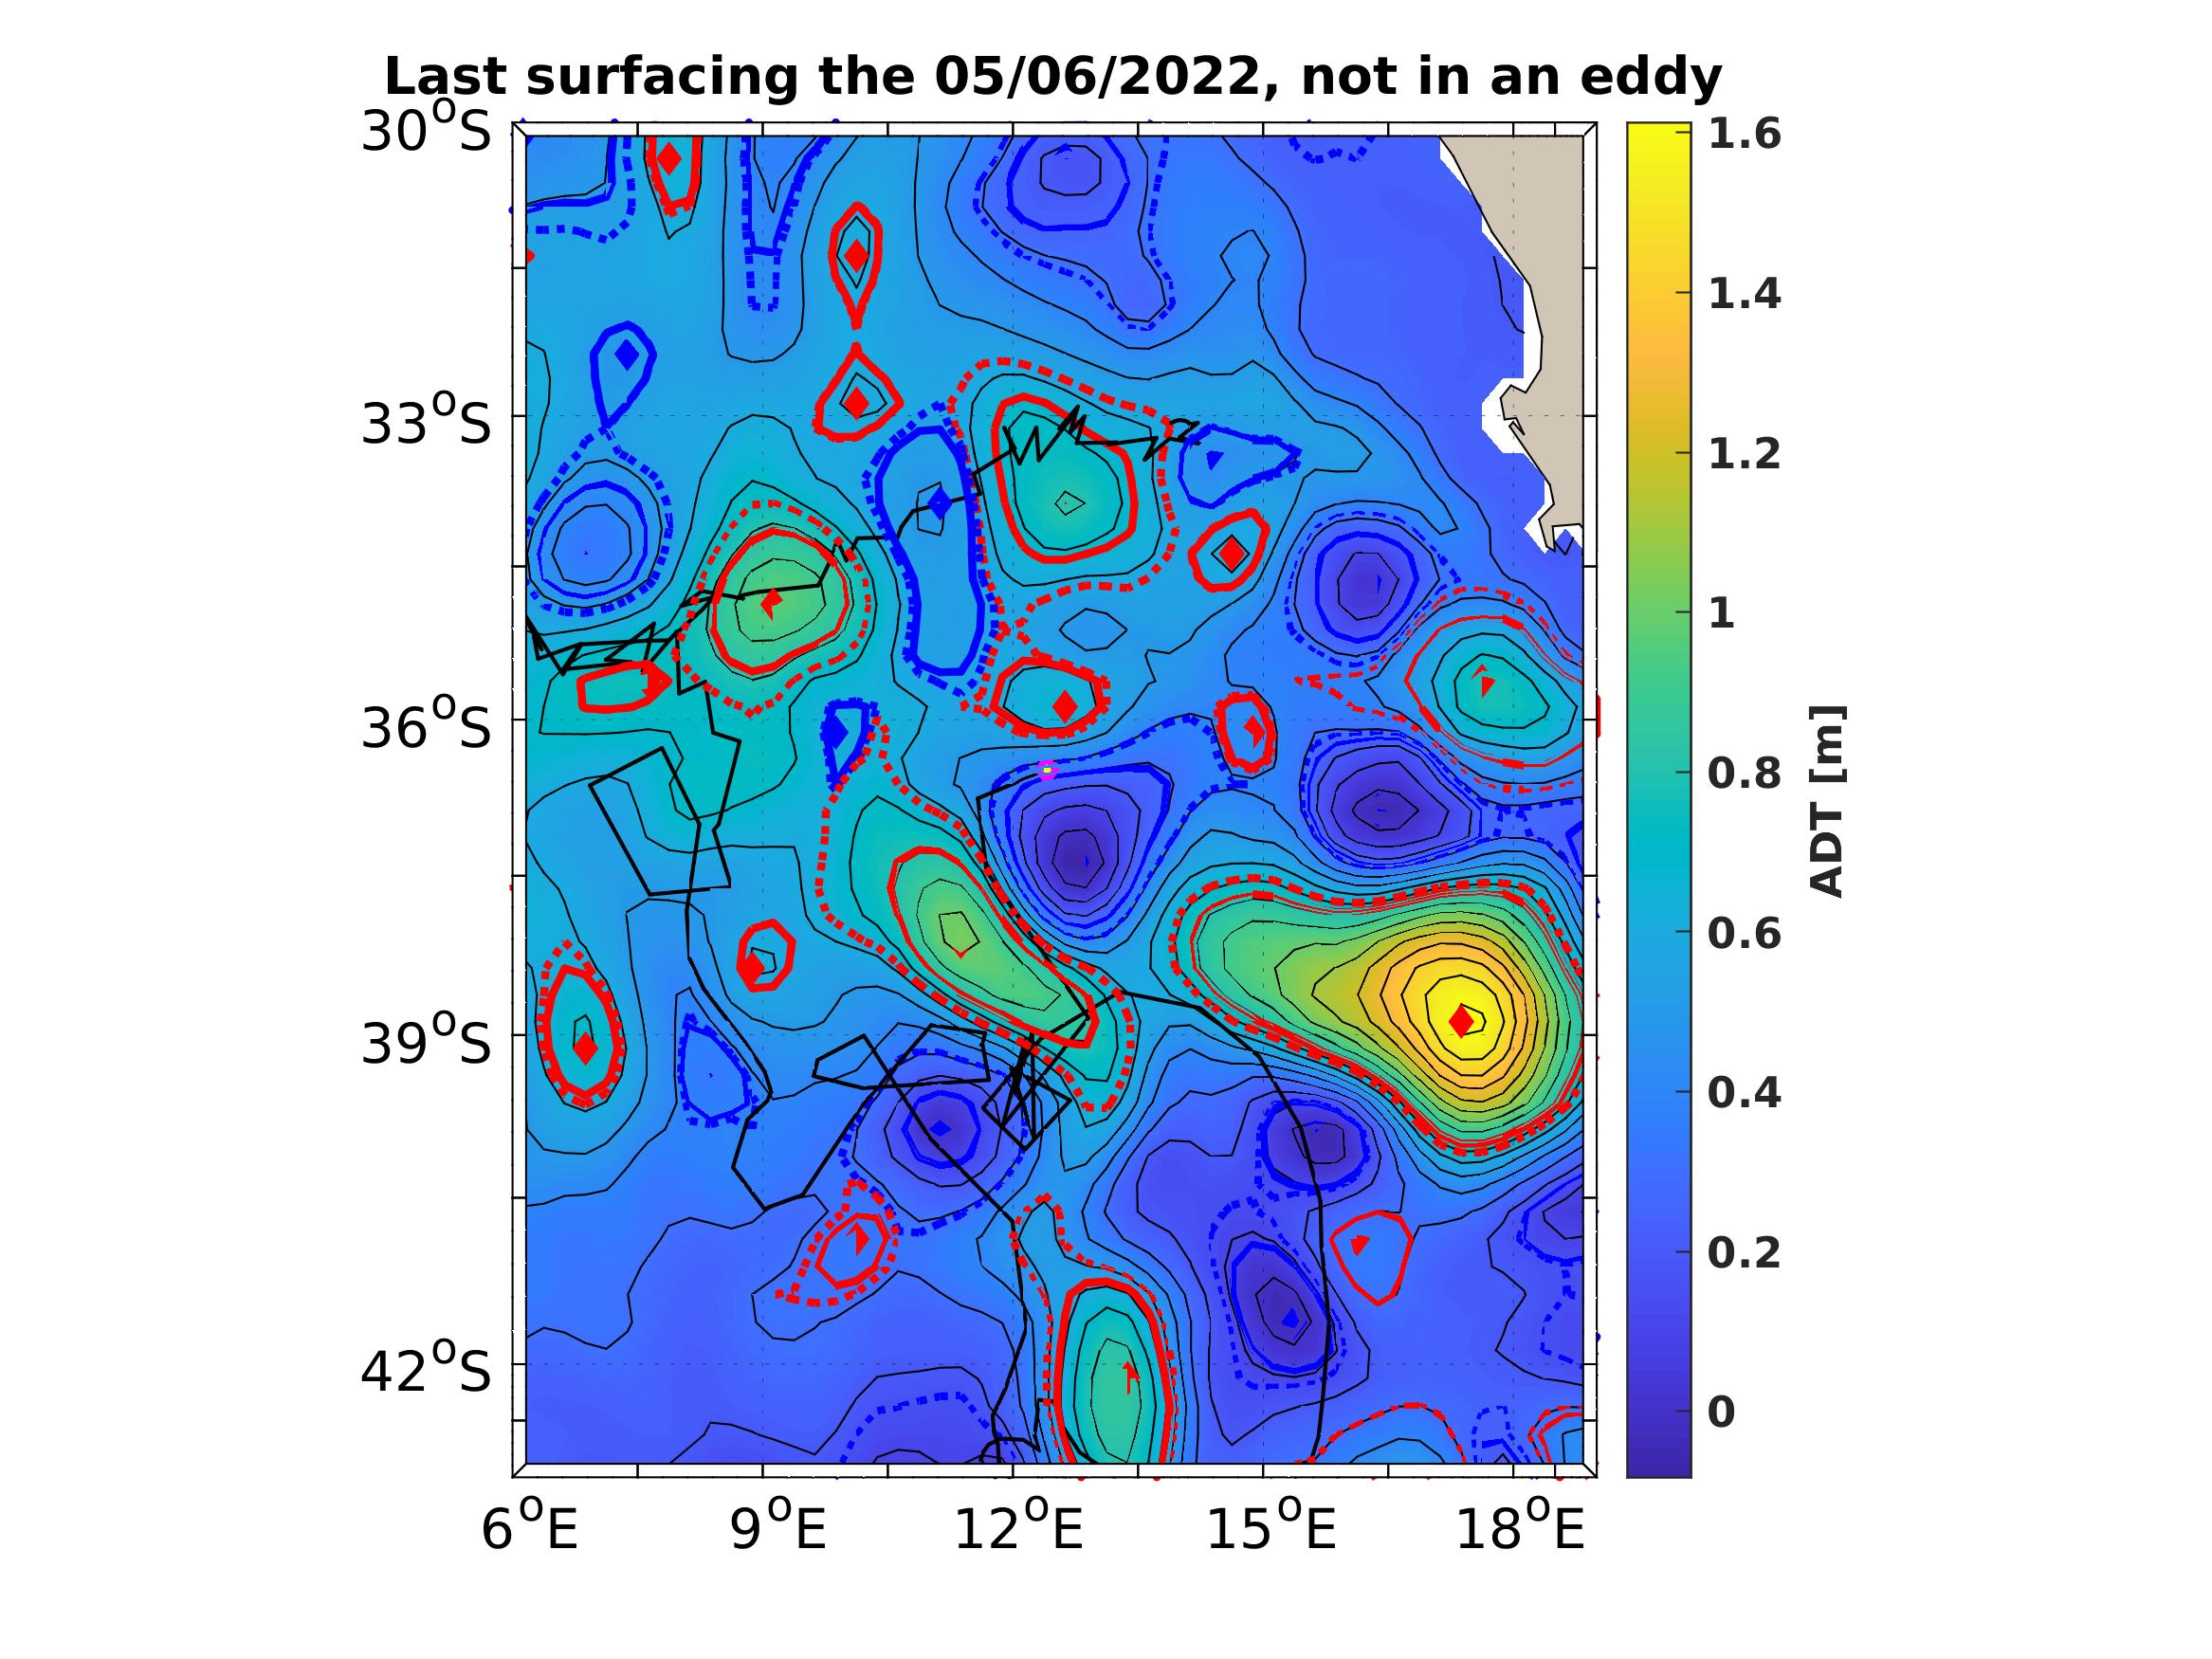 Last surfacing the 05/06/2022, not in an eddy
30°S
33°S
36°S
39°S
42°S
6°E
9°E
12°E
15°E
18°E
1.6
1.4
1.2
1
0.8
0.6
0.4
0.2
0
ADT [m]